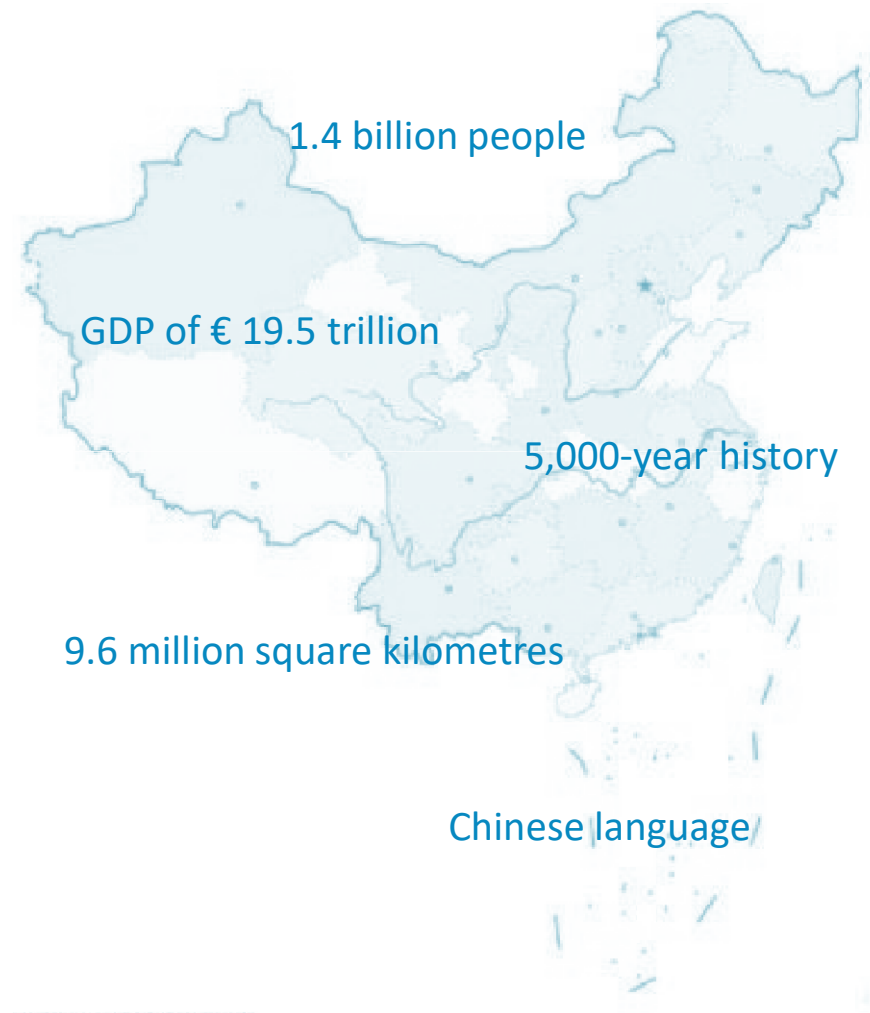 1.4 billion people
GDP of € 19.5 trillion
5,000-year history
9.6 million square kilometres
Chinese language